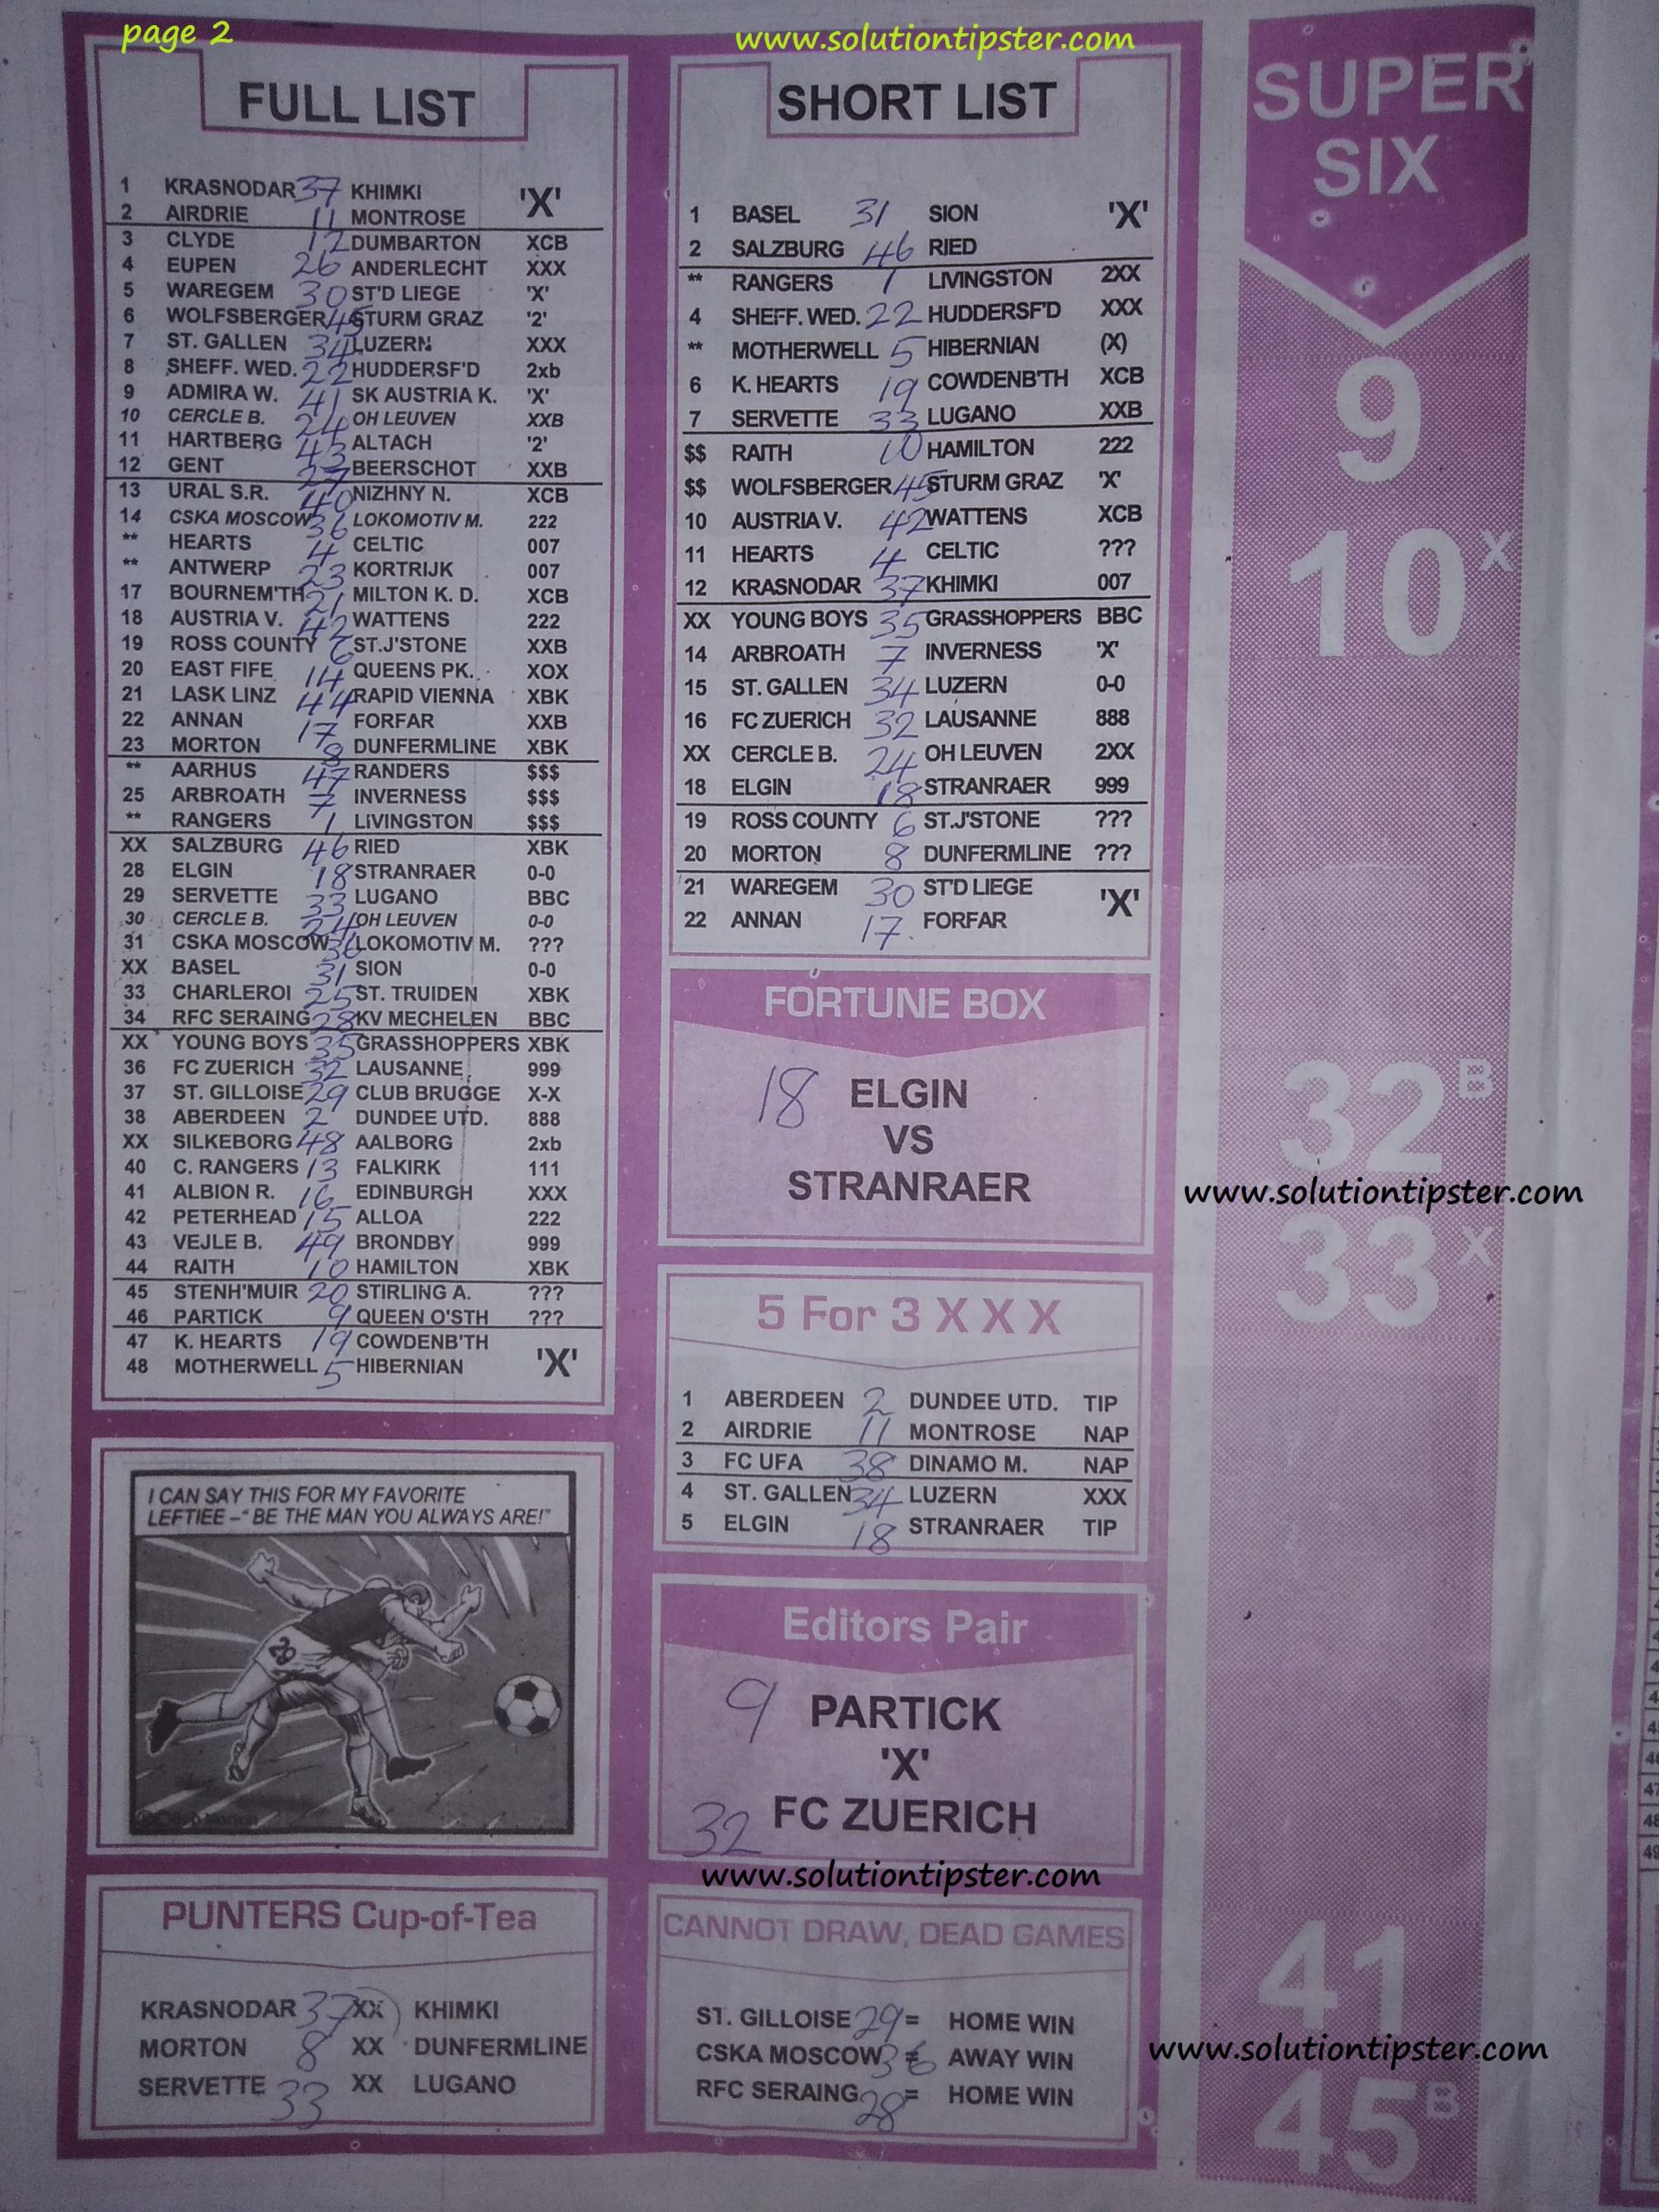 page 2
www.solutiontipster.com
FULL LIST
1 KRASNODAR 37 KHIMKI 'X'
2 AIRDRIE 11 MONTROSE
3 CLYDE 12 DUMBARTON XCB
4 EUPEN 26 ANDERLECHT XXX
5 WAREGEM 30 ST'D LIEGE 'X'
6 WOLFSBERGER 45 STURM GRAZ '2'
7 ST. GALLEN 34 LUZERN XXX
8 SHEFF. WED. 22 HUDDERSF'D 2xb
9 ADMIRA W. 41 SK AUSTRIA K. 'X'
10 CERCLE B. 24 OH LEUVEN XXB
11 HARTBERG 43 ALTACH '2'
12 GENT 27 BEERSCHOT XXB
13 URAL S.R. 40 NIZHNY N. XCB
14 CSKA MOSCOW 36 LOKOMOTIV M. 222
** HEARTS 4 CELTIC 007
** ANTWERP 23 KORTRIJK 007
17 BOURNEM'TH 21 MILTON K. D. XCB
18 AUSTRIA V. 42 WATTENS 222
19 ROSS COUNTY 6 ST.J'STONE XXB
20 EAST FIFE 14 QUEENS PK. XOX
21 LASK LINZ 44 RAPID VIENNA XBK
22 ANNAN 17 FORFAR XXB
23 MORTON 8 DUNFERMLINE XBK
** AARHUS 47 RANDERS $$$
25 ARBROATH 7 INVERNESS $$$
** RANGERS 1 LIVINGSTON $$$
XX SALZBURG 46 RIED XBK
28 ELGIN 18 STRANRAER 0-0
29 SERVETTE 33 LUGANO BBC
30 CERCLE B. 24 OH LEUVEN 0-0
31 CSKA MOSCOW 36 LOKOMOTIV M. ???
XX BASEL 31 SION 0-0
33 CHARLEROI 25 ST. TRUIDEN XBK
34 RFC SERAING 28 KV MECHELEN BBC
XX YOUNG BOYS 35 GRASSHOPPERS XBK
36 FC ZUERICH 32 LAUSANNE 999
37 ST. GILLOISE 29 CLUB BRUGGE X-X
38 ABERDEEN 2 DUNDEE UTD. 888
XX SILKEBORG 48 AALBORG 2xb
40 C. RANGERS 13 FALKIRK 111
41 ALBION R. 16 EDINBURGH XXX
42 PETERHEAD 15 ALLOA 222
43 VEJLE B. 49 BRONDBY 999
44 RAITH 10 HAMILTON XBK
45 STENH'MUIR 20 STIRLING A. ???
46 PARTICK 9 QUEEN O'STH ???
47 K. HEARTS 19 COWDENB'TH
48 MOTHERWELL 5 HIBERNIAN 'X'
I CAN SAY THIS FOR MY FAVORITE
LEFTIEE –" BE THE MAN YOU ALWAYS ARE!"
29
PUNTERS Cup-of-Tea
KRASNODAR 37 XX KHIMKI
MORTON 8 XX DUNFERMLINE
SERVETTE 33 XX LUGANO
SHORT LIST
1 BASEL 31 SION 'X'
2 SALZBURG 46 RIED
** RANGERS 1 LIVINGSTON 2XX
4 SHEFF. WED. 22 HUDDERSF'D XXX
** MOTHERWELL 5 HIBERNIAN (X)
6 K. HEARTS 19 COWDENB'TH XCB
7 SERVETTE 33 LUGANO XXB
$$ RAITH 10 HAMILTON 222
$$ WOLFSBERGER 45 STURM GRAZ 'X'
10 AUSTRIA V. 42 WATTENS XCB
11 HEARTS 4 CELTIC ???
12 KRASNODAR 37 KHIMKI 007
XX YOUNG BOYS 35 GRASSHOPPERS BBC
14 ARBROATH 7 INVERNESS 'X'
15 ST. GALLEN 34 LUZERN 0-0
16 FC ZUERICH 32 LAUSANNE 888
XX CERCLE B. 24 OH LEUVEN 2XX
18 ELGIN 18 STRANRAER 999
19 ROSS COUNTY 6 ST.J'STONE ???
20 MORTON 8 DUNFERMLINE ???
21 WAREGEM 30 ST'D LIEGE 'X'
22 ANNAN 17. FORFAR
FORTUNE BOX
18 ELGIN
VS
STRANRAER
5 For 3 X X X
1 ABERDEEN 2 DUNDEE UTD. TIP
2 AIRDRIE 11 MONTROSE NAP
3 FC UFA 38 DINAMO M. NAP
4 ST. GALLEN 34 LUZERN XXX
5 ELGIN 18 STRANRAER TIP
Editors Pair
9 PARTICK
'X'
32 FC ZUERICH
www.solutiontipster.com
CANNOT DRAW, DEAD GAMES
ST. GILLOISE 29 = HOME WIN
CSKA MOSCOW 36 = AWAY WIN
RFC SERAING 28 = HOME WIN
SUPER
SIX
9
10 X
32 B
www.solutiontipster.com
33 X
41
www.solutiontipster.com
45 B